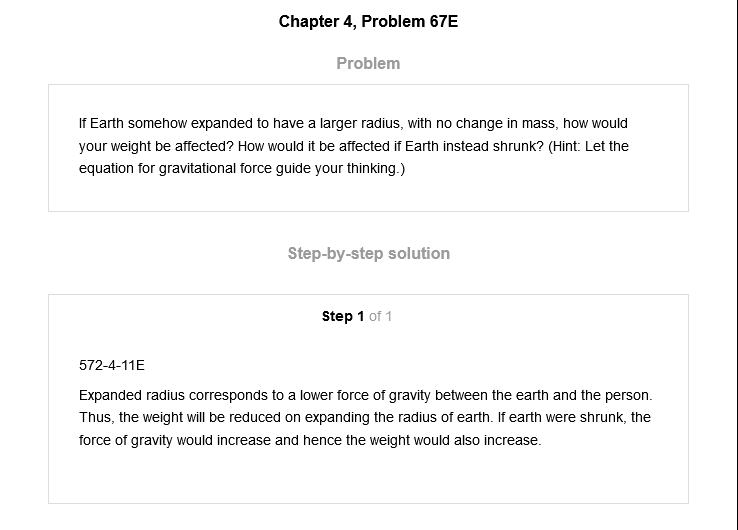 Chapter 4, Problem 67E
Problem
If Earth somehow expanded to have a larger radius, with no change in mass, how would
your weight be affected? How would it be affected if Earth instead shrunk? (Hint: Let the
equation for gravitational force guide your thinking.)
Step-by-step solution
Step 1 of 1
572-4-11E
Expanded radius corresponds to a lower force of gravity between the earth and the person.
Thus, the weight will be reduced on expanding the radius of earth. If earth were shrunk, the
force of gravity would increase and hence the weight would also increase.